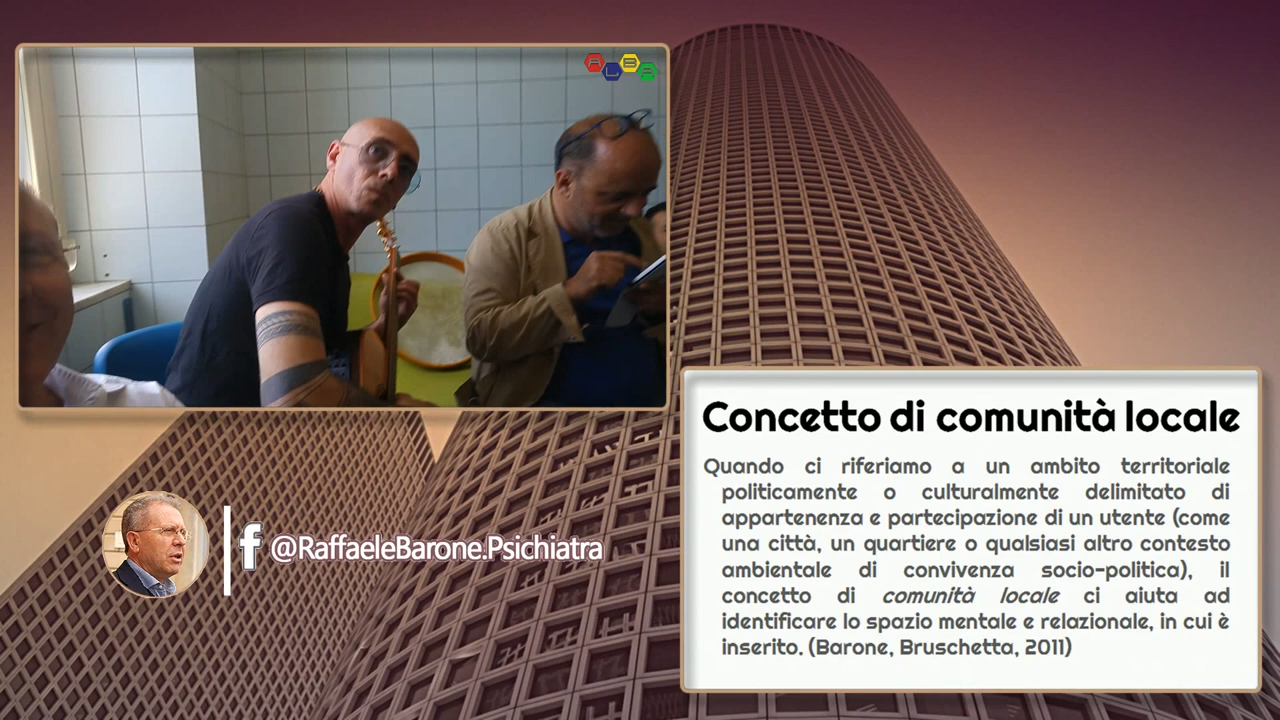 ALBA
@RaffaeleBarone.Psichiatra
Concetto di comunità locale
Quando ci riferiamo a un ambito territoriale
politicamente o culturalmente delimitato di
appartenenza e partecipazione di un utente (come
una città, un quartiere o qualsiasi altro contesto
ambientale di convivenza socio-politica), il
concetto di comunità locale ci aiuta ad
identificare lo spazio mentale e relazionale, in cui è
inserito. (Barone, Bruschetta, 2011)